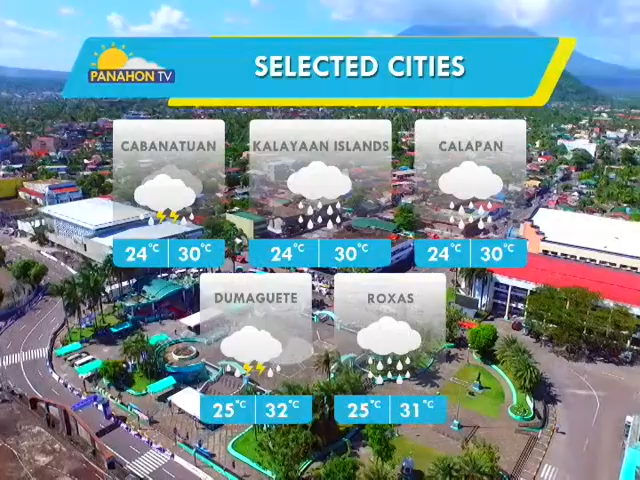 PANAHON TV
SELECTED CITIES
CABANATUAN
24°C 30°C
KALAYAAN ISLANDS
24°C 30°C
CALAPAN
24°C 30°C
DUMAGUETE
25°C 32°C
ROXAS
25°C 31°C